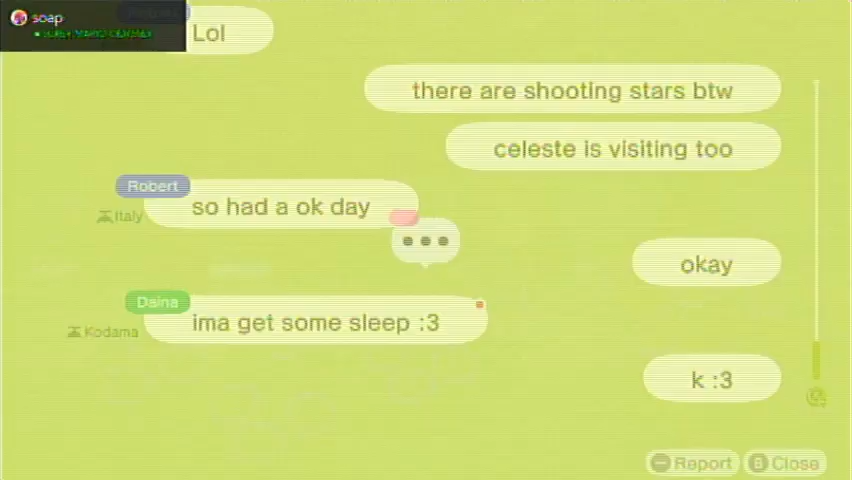 soap
Lol
there are shooting stars btw
celeste is visiting too
Robert
so had a ok day
Italy
okay
Daina
ima get some sleep :3
Kodama
k :3
Report
B Close